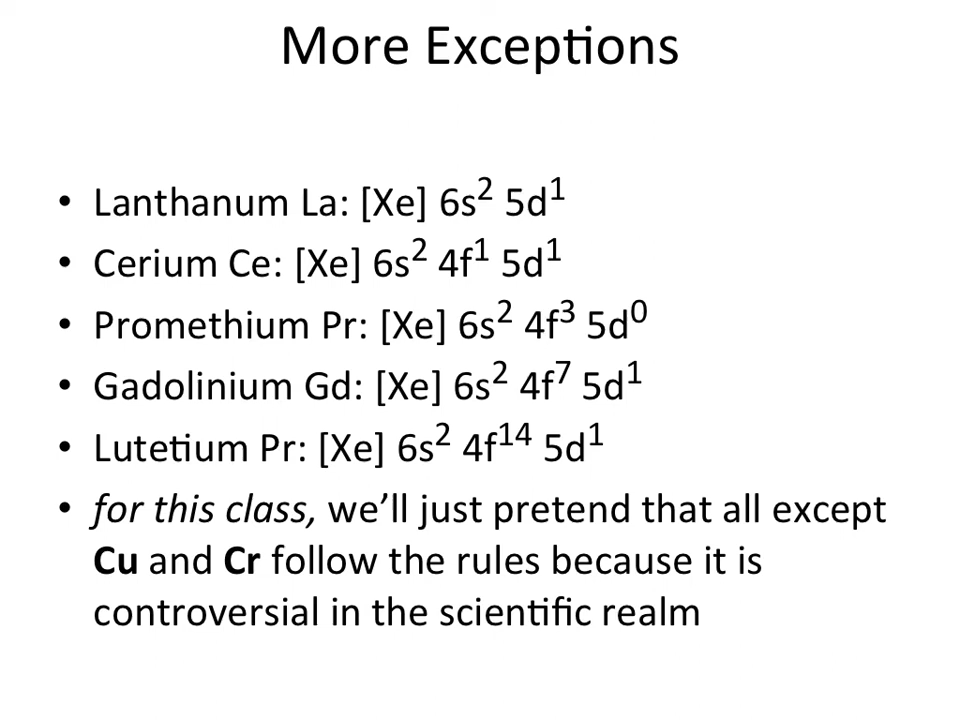 More Exceptions
• Lanthanum La: [Xe] 6s² 5d¹
• Cerium Ce: [Xe] 6s² 4f¹ 5d¹
• Promethium Pr: [Xe] 6s² 4f³ 5d⁰
• Gadolinium Gd: [Xe] 6s² 4f⁷ 5d¹
• Lutetium Pr: [Xe] 6s² 4f¹⁴ 5d¹
• for this class, we’ll just pretend that all except
Cu and Cr follow the rules because it is
controversial in the scientific realm